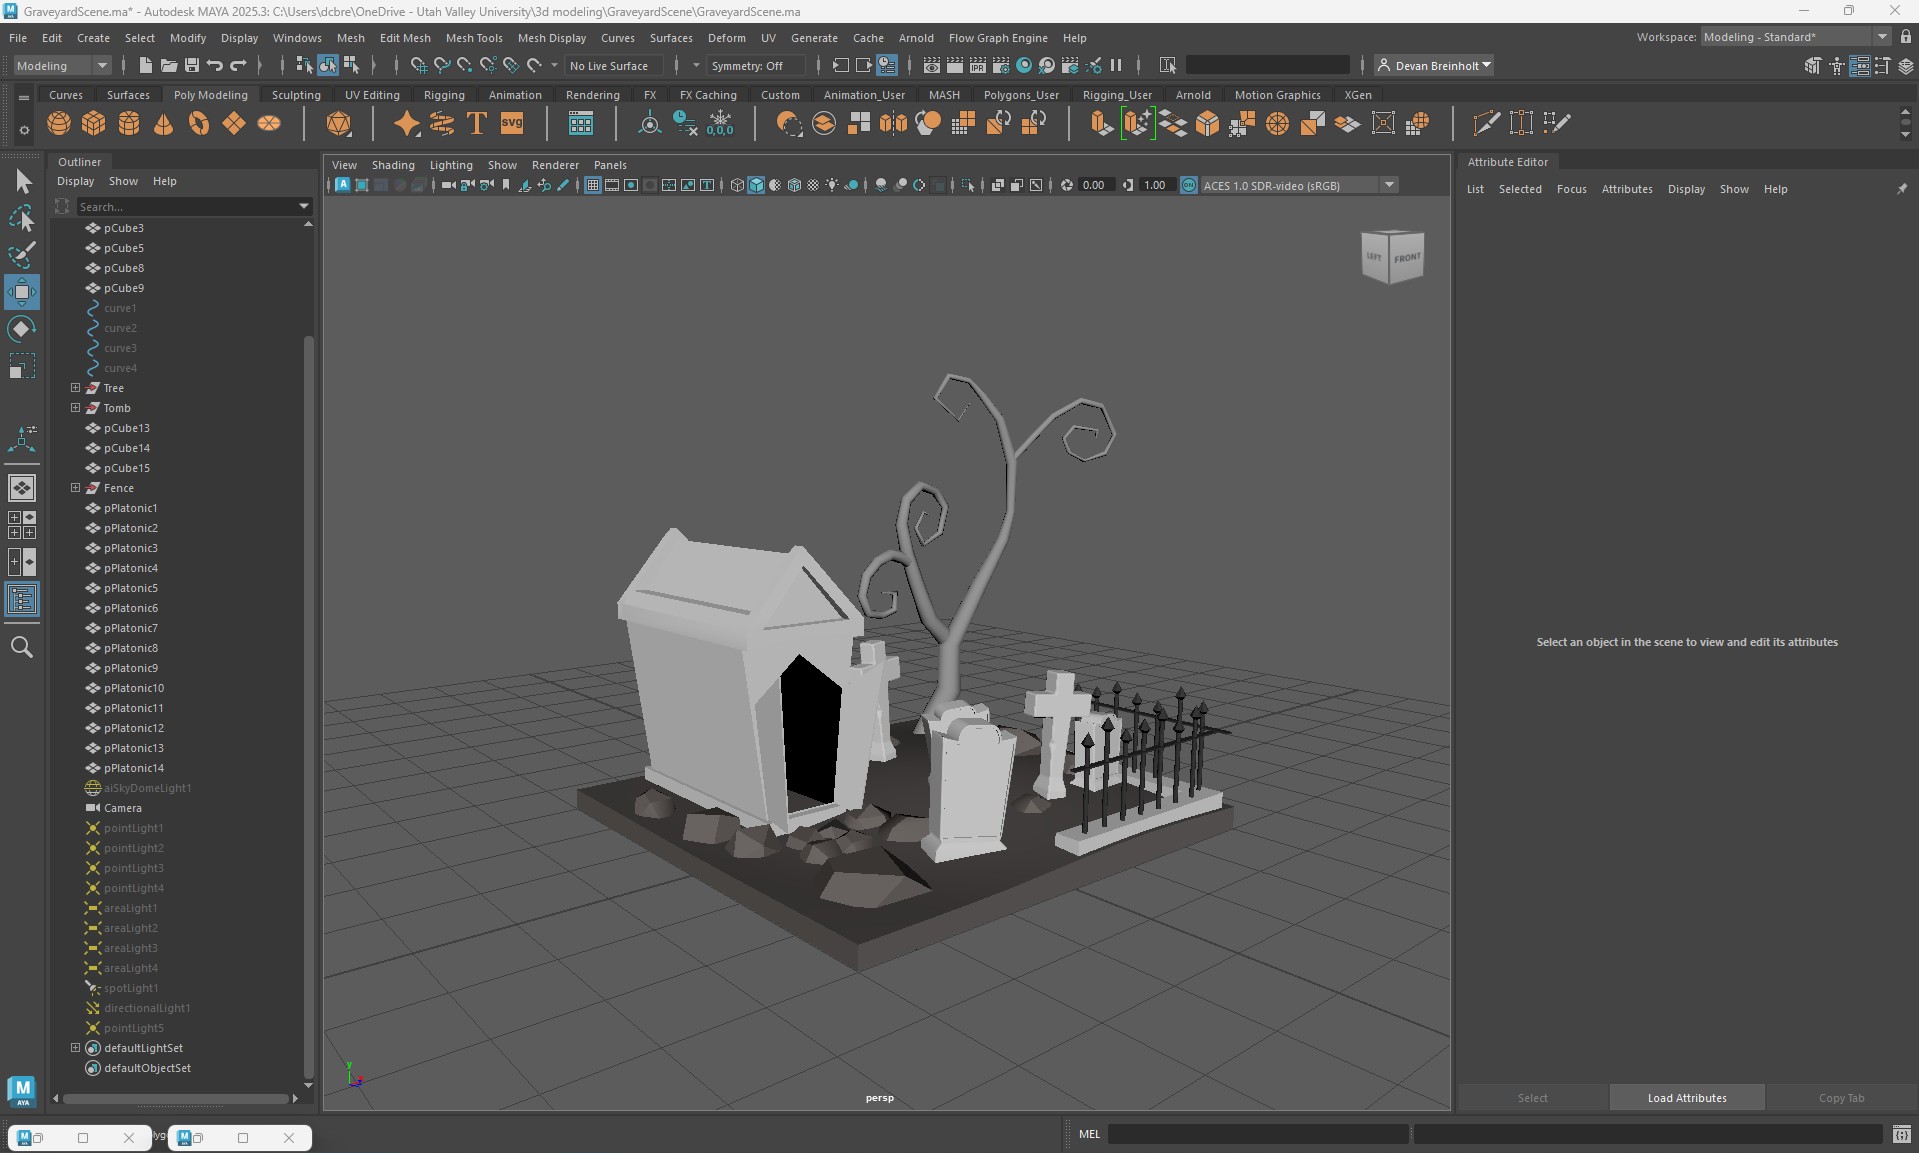 GraveyardScene.ma* - Autodesk MAYA 2025.3: C:\Users\dcbre\OneDrive - Utah Valley University\3d modeling\GraveyardScene\GraveyardScene.ma
File Edit Create Select Modify Display Windows Mesh Edit Mesh Mesh Tools Mesh Display Curves Surfaces Deform UV Generate Cache Arnold Flow Graph Engine Help
Workspace: Modeling - Standard*
Modeling No Live Surface Symmetry: Off IPR Devan Breinholt
Curves Surfaces Poly Modeling Sculpting UV Editing Rigging Animation Rendering FX FX Caching Custom Animation_User MASH Polygons_User Rigging_User Arnold Motion Graphics XGen
T svg 0,0,0
Outliner
Display Show Help
Search...
pCube3
pCube5
pCube8
pCube9
curve1
curve2
curve3
curve4
Tree
Tomb
pCube13
pCube14
pCube15
Fence
pPlatonic1
pPlatonic2
pPlatonic3
pPlatonic4
pPlatonic5
pPlatonic6
pPlatonic7
pPlatonic8
pPlatonic9
pPlatonic10
pPlatonic11
pPlatonic12
pPlatonic13
pPlatonic14
aiSkyDomeLight1
Camera
pointLight1
pointLight2
pointLight3
pointLight4
areaLight1
areaLight2
areaLight3
areaLight4
spotLight1
directionalLight1
pointLight5
defaultLightSet
defaultObjectSet
View Shading Lighting Show Renderer Panels
0.00 1.00 ON ACES 1.0 SDR-video (sRGB)
LEFT FRONT
y
z
persp
Attribute Editor
List Selected Focus Attributes Display Show Help
Select an object in the scene to view and edit its attributes
Select Load Attributes Copy Tab
M
AYA
MEL